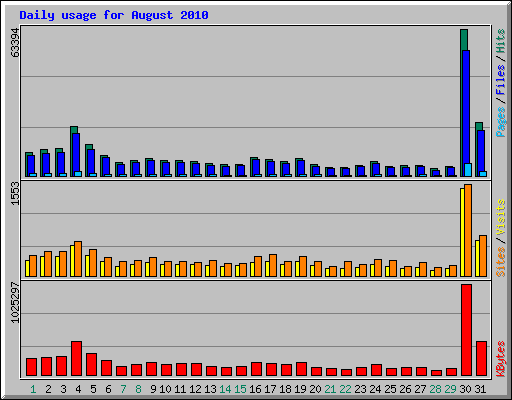 Daily usage for August 2010
63394
Pages / Files / Hits
1553
Sites / Visits
1025297
KBytes
1 2 3 4 5 6 7 8 9 10 11 12 13 14 15 16 17 18 19 20 21 22 23 24 25 26 27 28 29 30 31